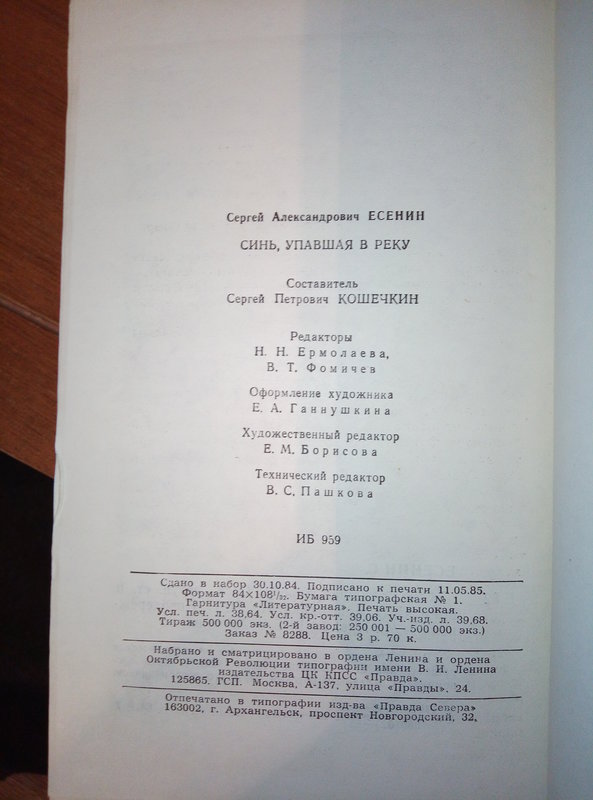 Сергей Александрович ЕСЕНИН
СИНЬ, УПАВШАЯ В РЕКУ
Составитель
Сергей Петрович КОШЕЧКИН
Редакторы
Н. Н. Ермолаева,
В. Т. Фомичев
Оформление художника
Е. А. Ганнушкина
Художественный редактор
Е. М. Борисова
Технический редактор
В. С. Пашкова
ИБ 959
Сдано в набор 30.10.84. Подписано к печати 11.05.85.
Формат 84×108¹/₃₂. Бумага типографская № 1.
Гарнитура «Литературная». Печать высокая.
Усл. печ. л. 38,64. Усл. кр.-отт. 39,06. Уч.-изд. л. 39,68.
Тираж 500 000 экз. (2-й завод: 250 001 — 500 000 экз.)
Заказ № 8288. Цена 3 р. 70 к.
Набрано и сматрицировано в ордена Ленина и ордена
Октябрьской Революции типографии имени В. И. Ленина
издательства ЦК КПСС «Правда».
125865. ГСП. Москва, А-137, улица «Правды», 24.
Отпечатано в типографии изд-ва «Правда Севера»
163002, г. Архангельск, проспект Новгородский, 32.